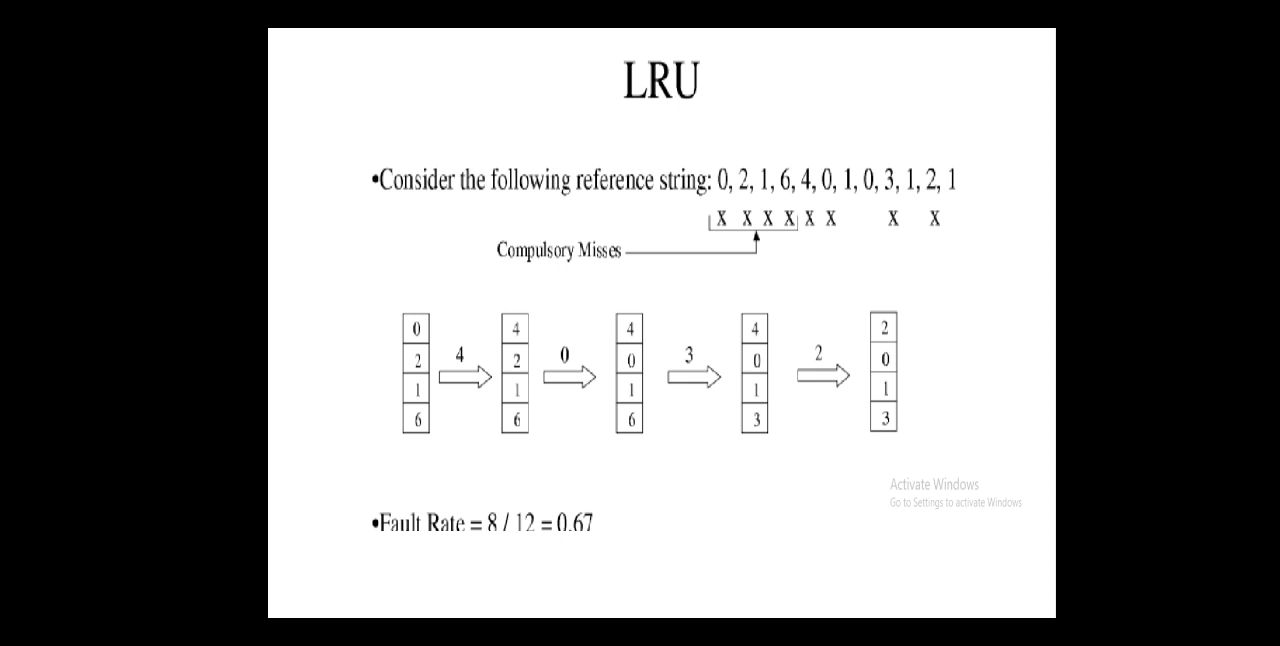 LRU
•Consider the following reference string: 0, 2, 1, 6, 4, 0, 1, 0, 3, 1, 2, 1
X X X X X X X X
Compulsory Misses
0 4 4 4 2
4 0 3 2
2 2 0 0 0
1 1 1 1 1
6 6 6 3 3
Activate Windows
Go to Settings to activate Windows
•Fault Rate = 8 / 12 = 0.67